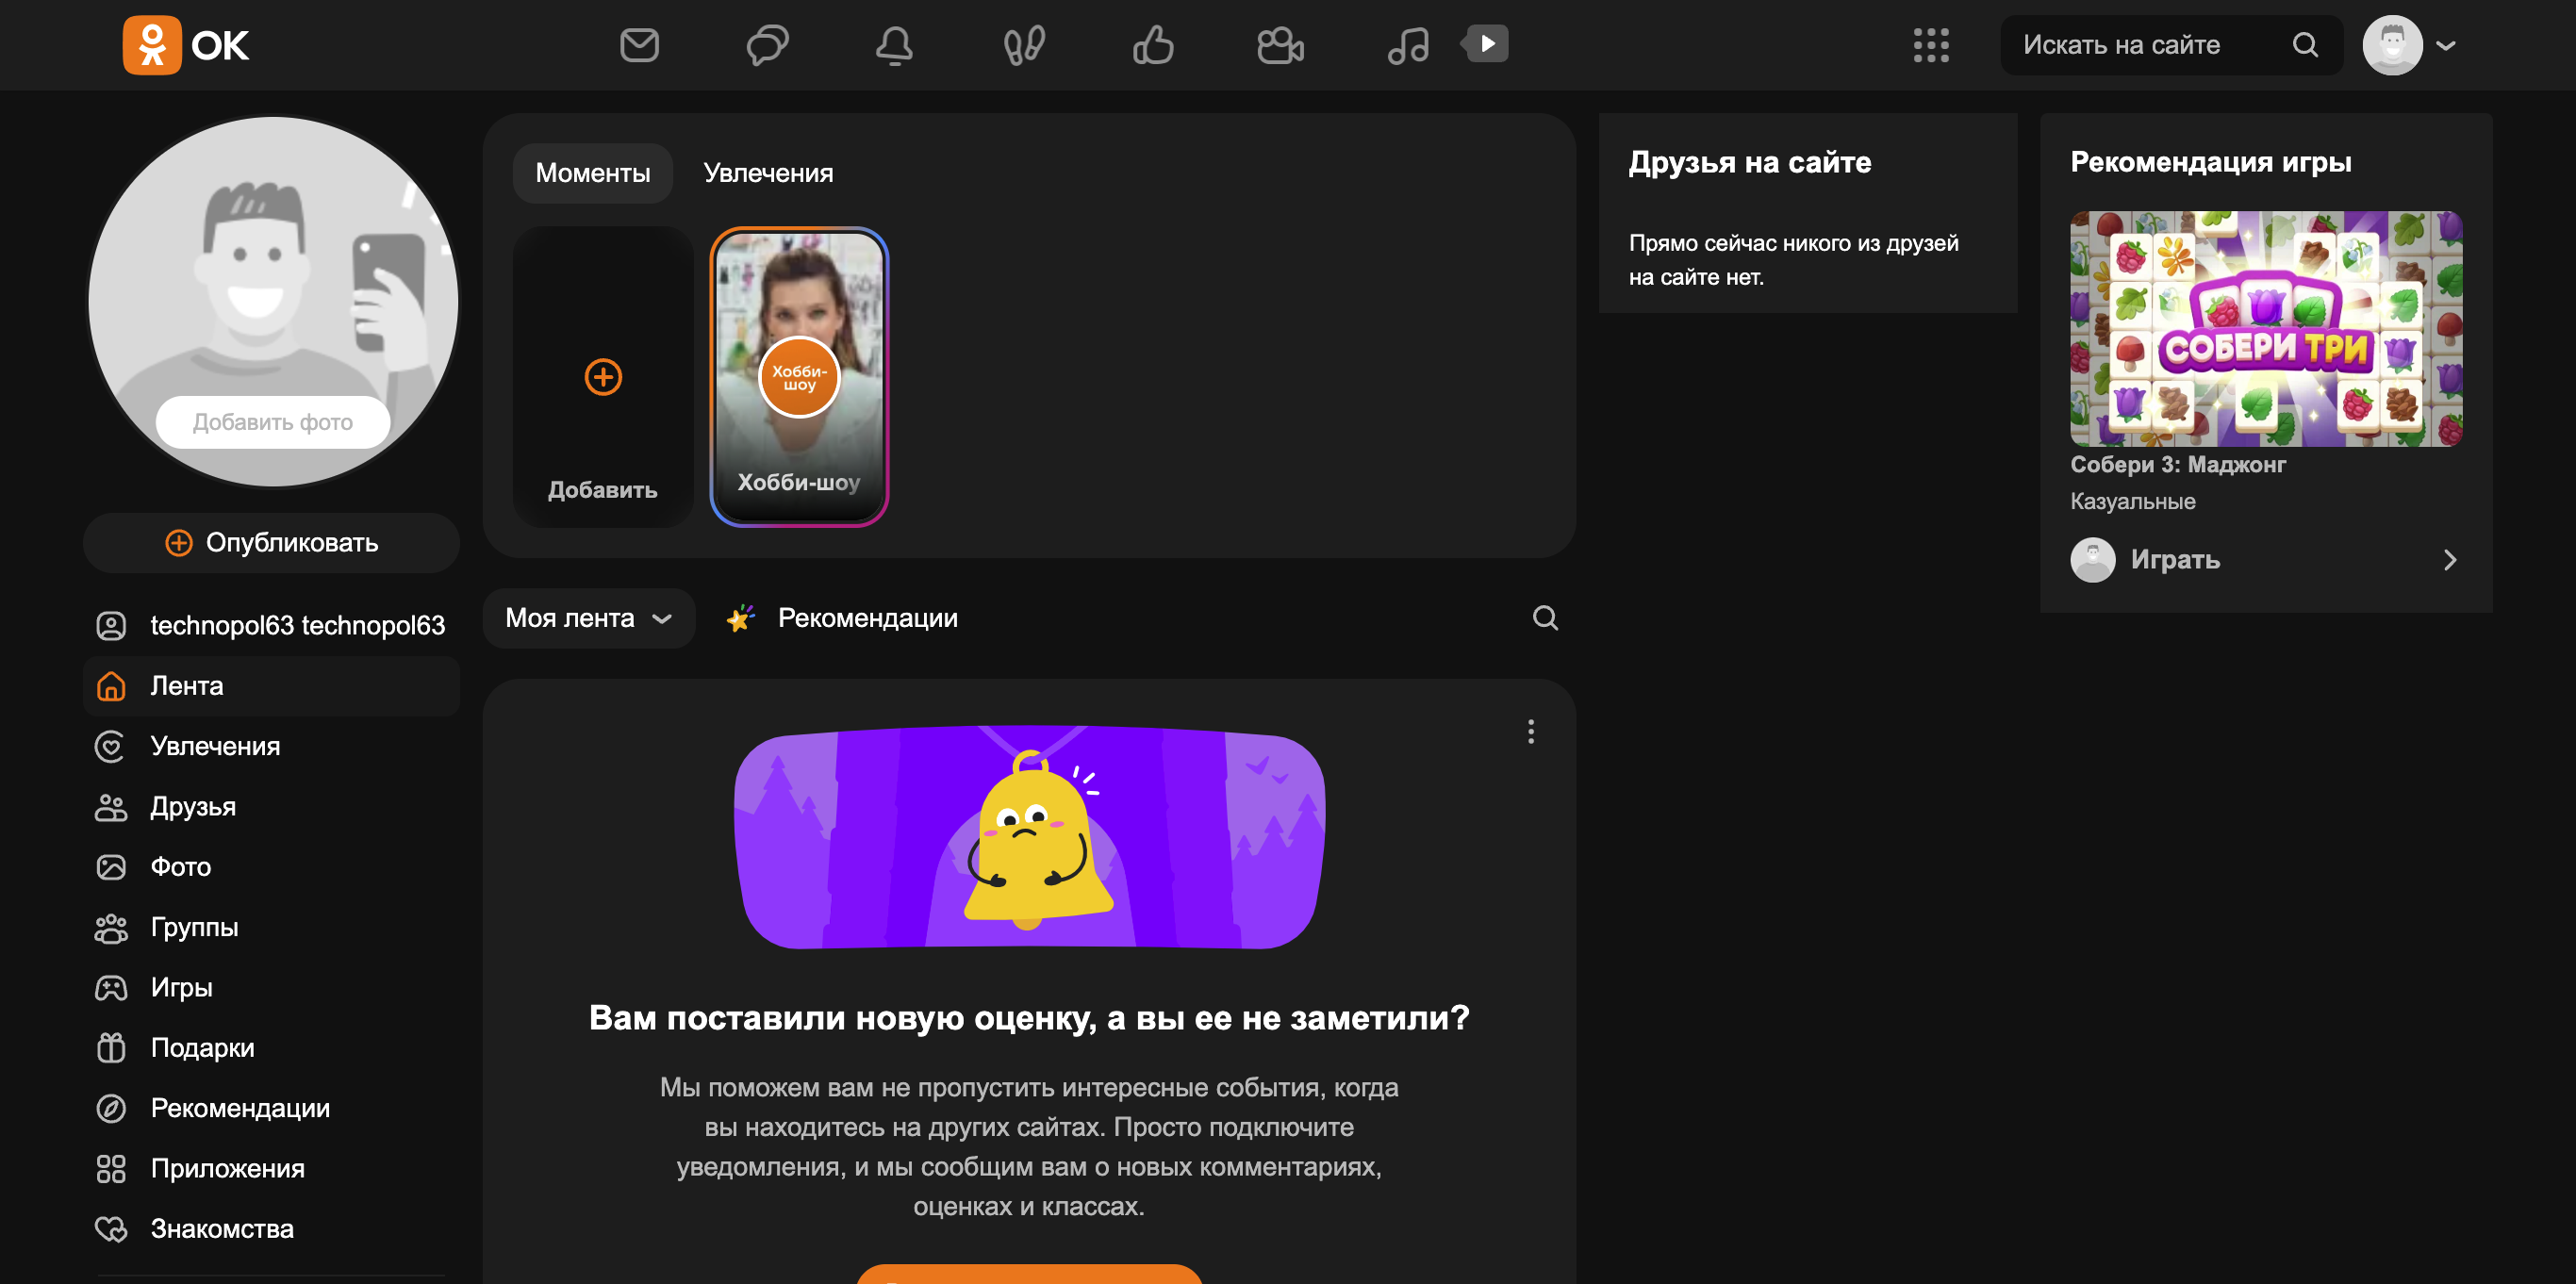 ОК
Искать на сайте
Добавить фото
Опубликовать
technopol63 technopol63
Лента
Увлечения
Друзья
Фото
Группы
Игры
Подарки
Рекомендации
Приложения
Знакомства
Моменты
Увлечения
Добавить
Хобби-
шоу
Хобби-шоу
Моя лента
Рекомендации
Вам поставили новую оценку, а вы ее не заметили?
Мы поможем вам не пропустить интересные события, когда
вы находитесь на других сайтах. Просто подключите
уведомления, и мы сообщим вам о новых комментариях,
оценках и классах.
Друзья на сайте
Прямо сейчас никого из друзей
на сайте нет.
Рекомендация игры
СОБЕРИ ТРИ
Собери 3: Маджонг
Казуальные
Играть